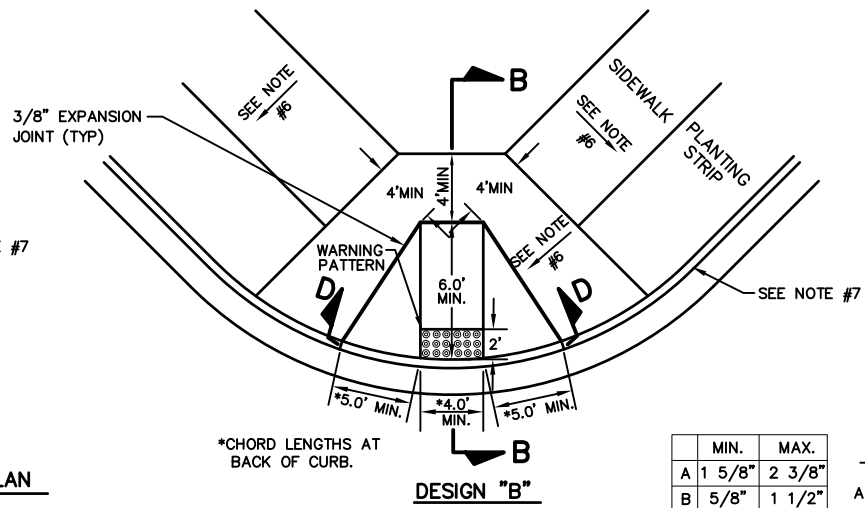 B
SEE NOTE
#6
SIDEWALK
SEE NOTE
#6
PLANTING
STRIP
3/8" EXPANSION
JOINT (TYP)
4'MIN
4'MIN
4'MIN
#7
WARNING
PATTERN
SEE NOTE
#6
6.0'
MIN.
D
D
SEE NOTE #7
2'
*5.0' MIN.
*4.0'
MIN.
*5.0' MIN.
*CHORD LENGTHS AT
BACK OF CURB.
B
LAN
DESIGN "B"
MIN. MAX.
A 1 5/8" 2 3/8"
B 5/8" 1 1/2"
A